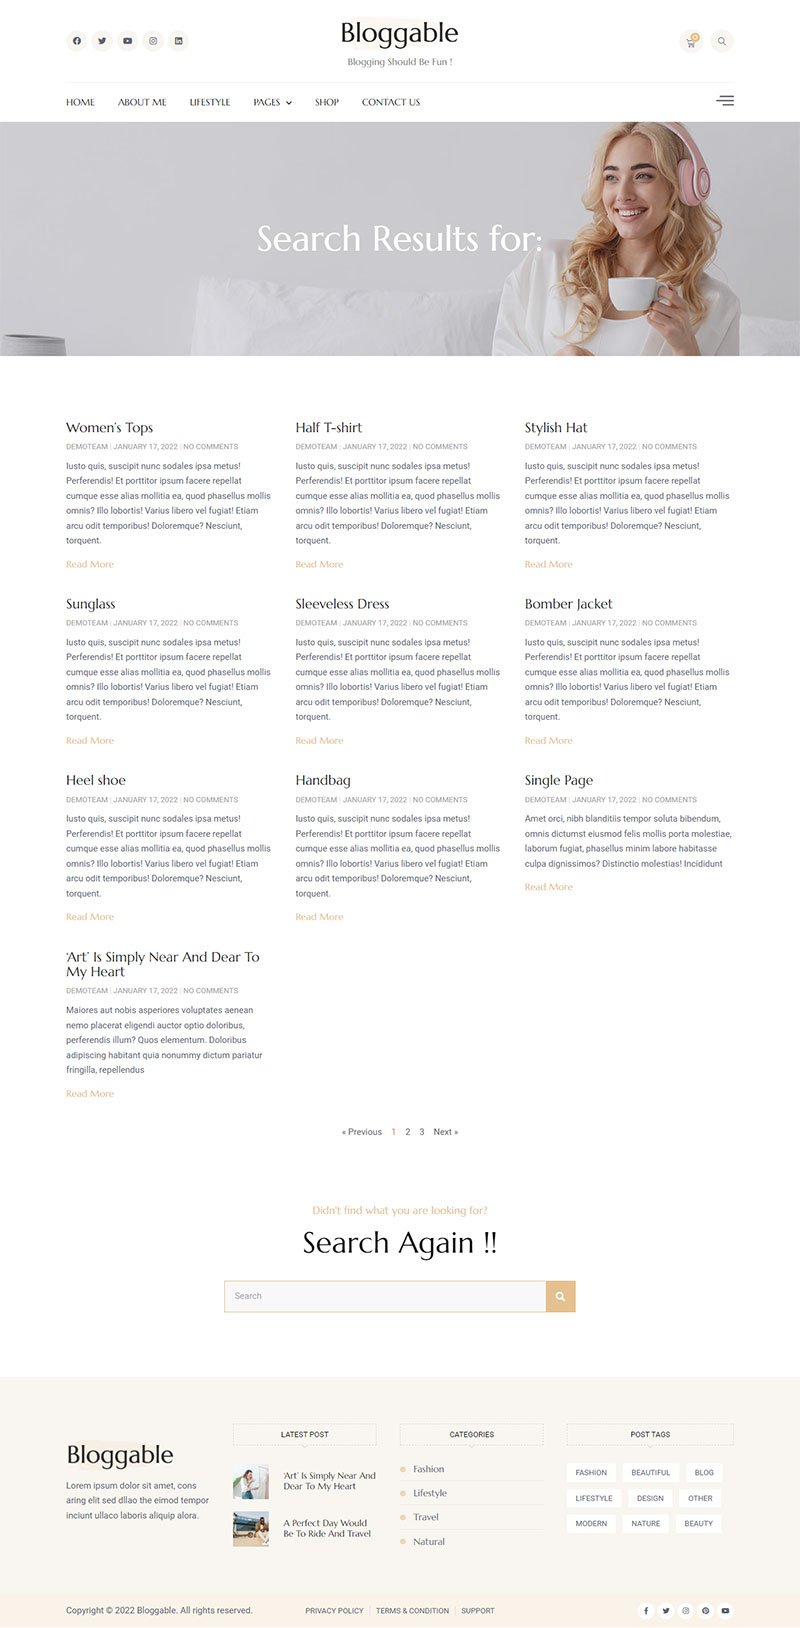 Bloggable
Blogging Should Be Fun !
0
HOME ABOUT ME LIFESTYLE PAGES SHOP CONTACT US
Search Results for:
Women's Tops
DEMOTEAM | JANUARY 17, 2022 | NO COMMENTS
Iusto quis, suscipit nunc sodales ipsa metus!
Perferendis! Et porttitor ipsum facere repellat
cumque esse alias mollitia ea, quod phasellus mollis
omnis? Illo lobortis! Varius libero vel fugiat! Etiam
arcu odit temporibus! Doloremque? Nesciunt,
torquent.
Read More
Half T-shirt
DEMOTEAM | JANUARY 17, 2022 | NO COMMENTS
Iusto quis, suscipit nunc sodales ipsa metus!
Perferendis! Et porttitor ipsum facere repellat
cumque esse alias mollitia ea, quod phasellus mollis
omnis? Illo lobortis! Varius libero vel fugiat! Etiam
arcu odit temporibus! Doloremque? Nesciunt,
torquent.
Read More
Stylish Hat
DEMOTEAM | JANUARY 17, 2022 | NO COMMENTS
Iusto quis, suscipit nunc sodales ipsa metus!
Perferendis! Et porttitor ipsum facere repellat
cumque esse alias mollitia ea, quod phasellus mollis
omnis? Illo lobortis! Varius libero vel fugiat! Etiam
arcu odit temporibus! Doloremque? Nesciunt,
torquent.
Read More
Sunglass
DEMOTEAM | JANUARY 17, 2022 | NO COMMENTS
Iusto quis, suscipit nunc sodales ipsa metus!
Perferendis! Et porttitor ipsum facere repellat
cumque esse alias mollitia ea, quod phasellus mollis
omnis? Illo lobortis! Varius libero vel fugiat! Etiam
arcu odit temporibus! Doloremque? Nesciunt,
torquent.
Read More
Sleeveless Dress
DEMOTEAM | JANUARY 17, 2022 | NO COMMENTS
Iusto quis, suscipit nunc sodales ipsa metus!
Perferendis! Et porttitor ipsum facere repellat
cumque esse alias mollitia ea, quod phasellus mollis
omnis? Illo lobortis! Varius libero vel fugiat! Etiam
arcu odit temporibus! Doloremque? Nesciunt,
torquent.
Read More
Bomber Jacket
DEMOTEAM | JANUARY 17, 2022 | NO COMMENTS
Iusto quis, suscipit nunc sodales ipsa metus!
Perferendis! Et porttitor ipsum facere repellat
cumque esse alias mollitia ea, quod phasellus mollis
omnis? Illo lobortis! Varius libero vel fugiat! Etiam
arcu odit temporibus! Doloremque? Nesciunt,
torquent.
Read More
Heel shoe
DEMOTEAM | JANUARY 17, 2022 | NO COMMENTS
Iusto quis, suscipit nunc sodales ipsa metus!
Perferendis! Et porttitor ipsum facere repellat
cumque esse alias mollitia ea, quod phasellus mollis
omnis? Illo lobortis! Varius libero vel fugiat! Etiam
arcu odit temporibus! Doloremque? Nesciunt,
torquent.
Read More
Handbag
DEMOTEAM | JANUARY 17, 2022 | NO COMMENTS
Iusto quis, suscipit nunc sodales ipsa metus!
Perferendis! Et porttitor ipsum facere repellat
cumque esse alias mollitia ea, quod phasellus mollis
omnis? Illo lobortis! Varius libero vel fugiat! Etiam
arcu odit temporibus! Doloremque? Nesciunt,
torquent.
Read More
Single Page
DEMOTEAM | JANUARY 17, 2022 | NO COMMENTS
Amet orci, nibh blanditiis tempor soluta bibendum,
omnis dictumst eiusmod felis mollis porta molestiae,
laborum fugiat, phasellus minim labore habitasse
culpa dignissimos? Distinctio molestias! Incididunt
Read More
'Art' Is Simply Near And Dear To
My Heart
DEMOTEAM | JANUARY 17, 2022 | NO COMMENTS
Maiores aut nobis asperiores voluptates aenean
nemo placerat eligendi auctor optio doloribus,
perferendis illum? Quos elementum. Doloribus
adipiscing habitant quia nonummy dictum pariatur
fringilla, repellendus
Read More
« Previous 1 2 3 Next »
Didn't find what you are looking for?
Search Again !!
Search
Bloggable
Lorem ipsum dolor sit amet, cons
aring elit sed dllao the eimod tempor
inciunt ullaco laboris aliquip alora.
LATEST POST
'Art' Is Simply Near And
Dear To My Heart
A Perfect Day Would
Be To Ride And Travel
CATEGORIES
Fashion
Lifestyle
Travel
Natural
POST TAGS
FASHION BEAUTIFUL BLOG
LIFESTYLE DESIGN OTHER
MODERN NATURE BEAUTY
Copyright © 2022 Bloggable. All rights reserved.
PRIVACY POLICY | TERMS & CONDITION | SUPPORT